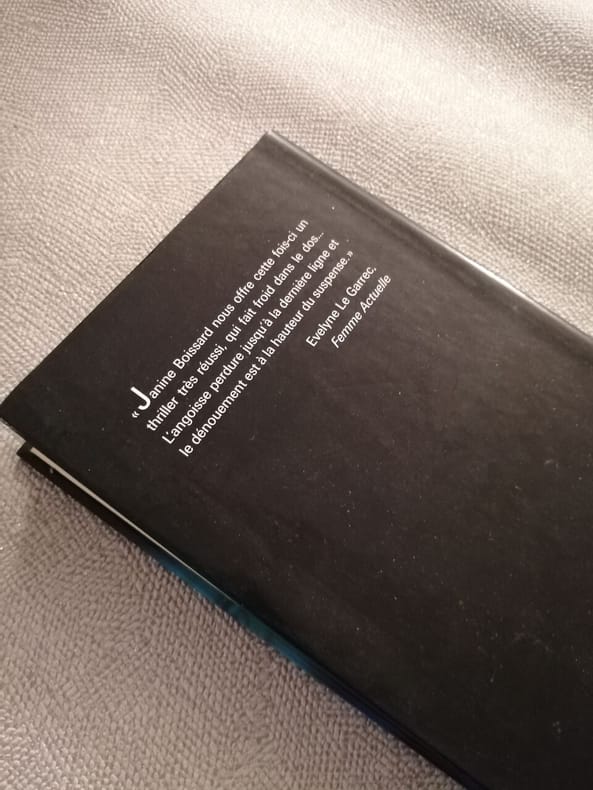 « Janine Boissard nous offre cette fois-ci un
thriller très réussi, qui fait froid dans le dos...
L'angoisse perdure jusqu'à la dernière ligne et
le dénouement est à la hauteur du suspense. »
Evelyne Le Garrec,
Femme Actuelle